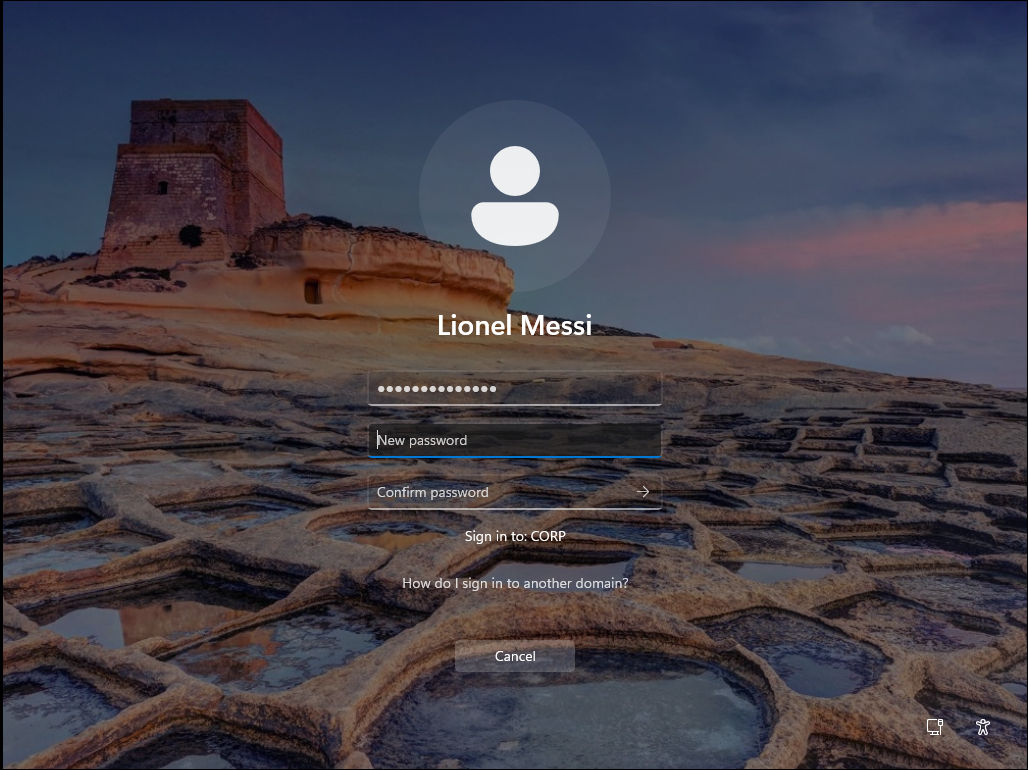 Lionel Messi
●●●●●●●●●●●●●●
New password
Confirm password
Sign in to: CORP
How do I sign in to another domain?
Cancel